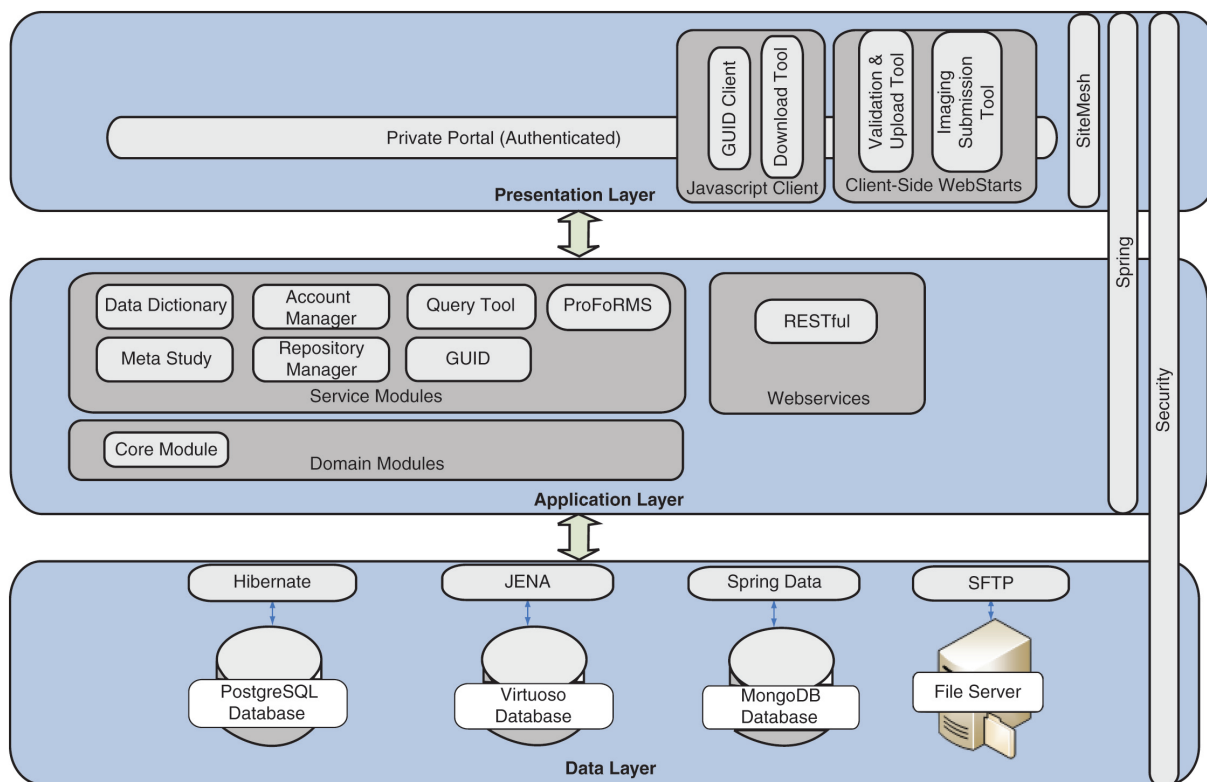 Private Portal (Authenticated)
GUID Client
Download Tool
Javascript Client
Validation &
Upload Tool
Imaging
Submission
Tool
Client-Side WebStarts
SiteMesh
Spring
Security
Presentation Layer
Data Dictionary
Account
Manager
Query Tool
ProFoRMS
Meta Study
Repository
Manager
GUID
Service Modules
RESTful
Webservices
Core Module
Domain Modules
Application Layer
Hibernate
JENA
Spring Data
SFTP
PostgreSQL
Database
Virtuoso
Database
MongoDB
Database
File Server
Data Layer